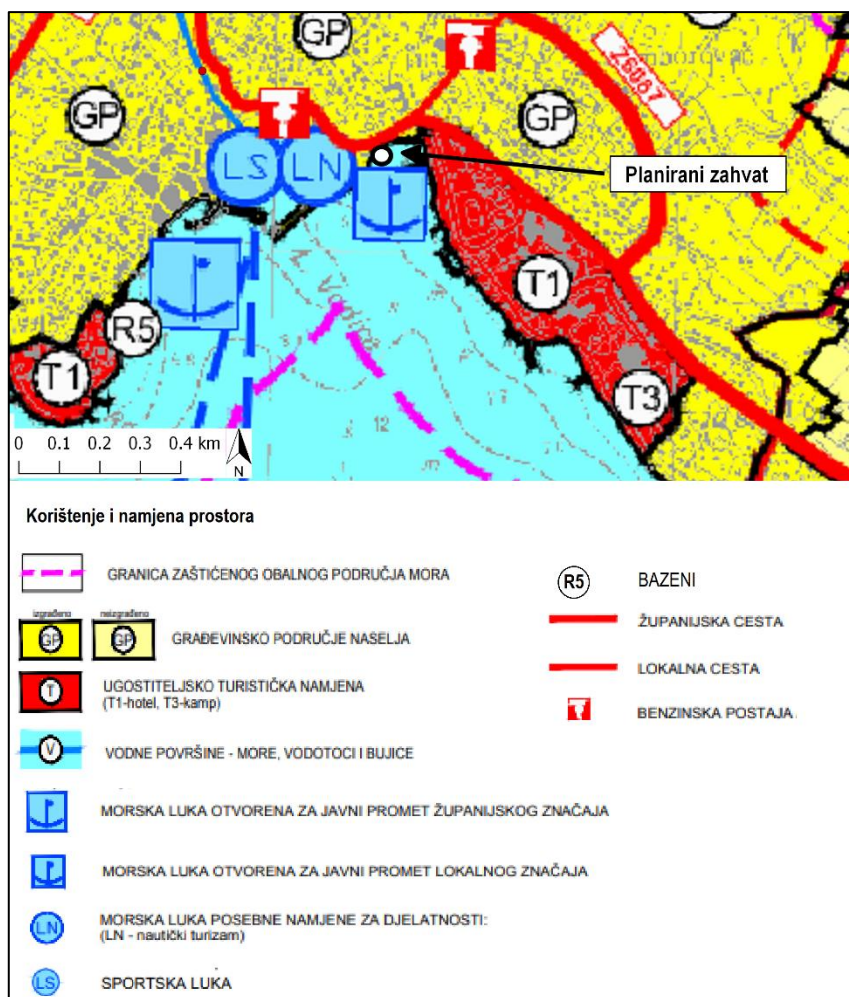 GP
GP
GP
Z6067
LS
LN
Planirani zahvat
T1
R5
T1
T3
12
0 0.1 0.2 0.3 0.4 km
N
Korištenje i namjena prostora
GRANICA ZAŠTIĆENOG OBALNOG PODRUČJA MORA
izgrađeno
neizgrađeno
GP
GP
GRAĐEVINSKO PODRUČJE NASELJA
T
UGOSTITELJSKO TURISTIČKA NAMJENA
(T1-hotel, T3-kamp)
V
VODNE POVRŠINE - MORE, VODOTOCI I BUJICE
MORSKA LUKA OTVORENA ZA JAVNI PROMET ŽUPANIJSKOG ZNAČAJA
MORSKA LUKA OTVORENA ZA JAVNI PROMET LOKALNOG ZNAČAJA
LN
MORSKA LUKA POSEBNE NAMJENE ZA DJELATNOSTI:
(LN - nautički turizam)
LS
SPORTSKA LUKA
R5
BAZENI
ŽUPANIJSKA CESTA
LOKALNA CESTA
BENZINSKA POSTAJA